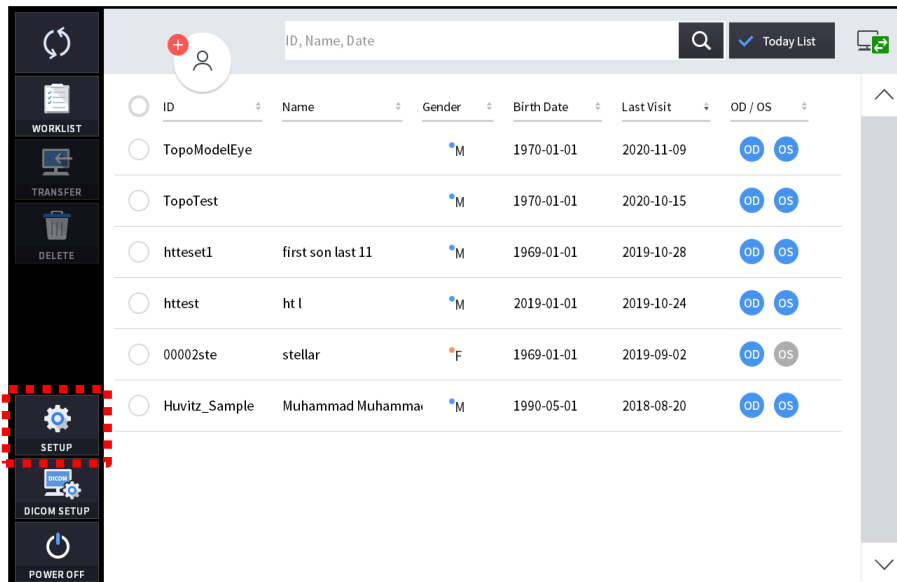 ID, Name, Date
Today List
WORKLIST
TRANSFER
DELETE
SETUP
DICOM
DICOM SETUP
POWER OFF
ID Name Gender Birth Date Last Visit OD / OS
TopoModelEye M 1970-01-01 2020-11-09 OD OS
TopoTest M 1970-01-01 2020-10-15 OD OS
htteset1 first son last 11 M 1969-01-01 2019-10-28 OD OS
httest ht l M 2019-01-01 2019-10-24 OD OS
00002ste stellar F 1969-01-01 2019-09-02 OD OS
Huvitz_Sample Muhammad Muhamma M 1990-05-01 2018-08-20 OD OS